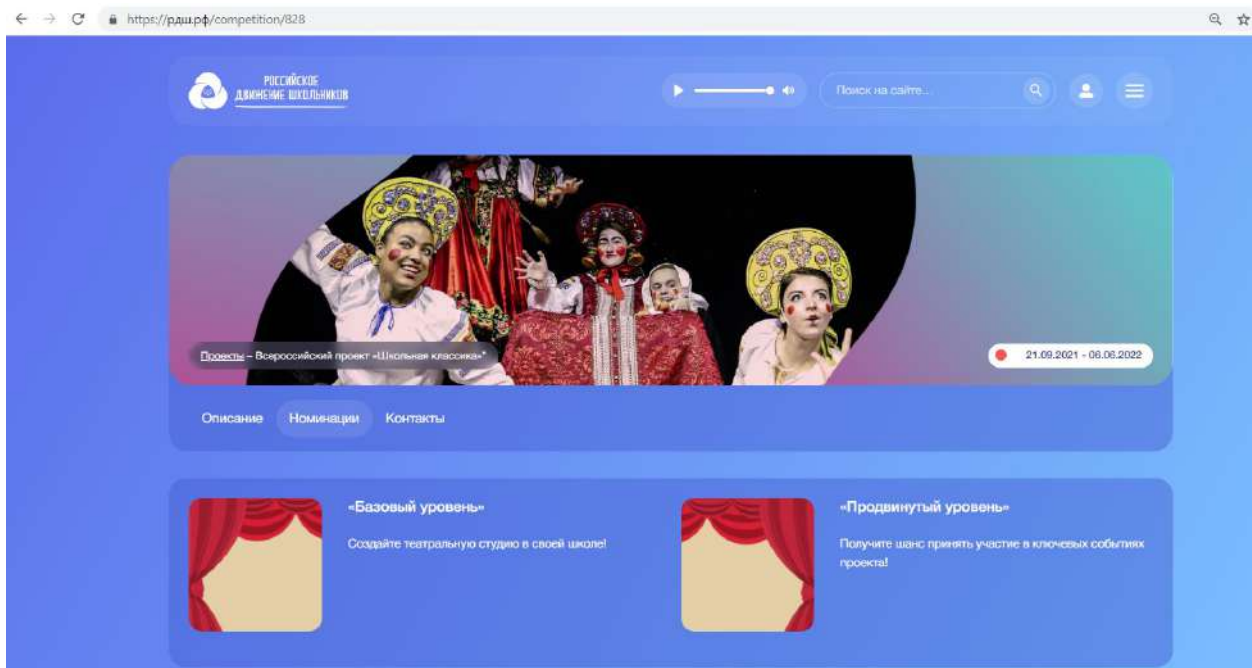 https://рдш.рф/competition/828
РОССИЙСКОЕ
ДВИЖЕНИЕ ШКОЛЬНИКОВ
Поиск на сайте...
Проекты – Всероссийский проект «Школьная классика»"
21.09.2021 - 06.06.2022
Описание Номинации Контакты
«Базовый уровень»
Создайте театральную студию в своей школе!
«Продвинутый уровень»
Получите шанс принять участие в ключевых событиях
проекта!